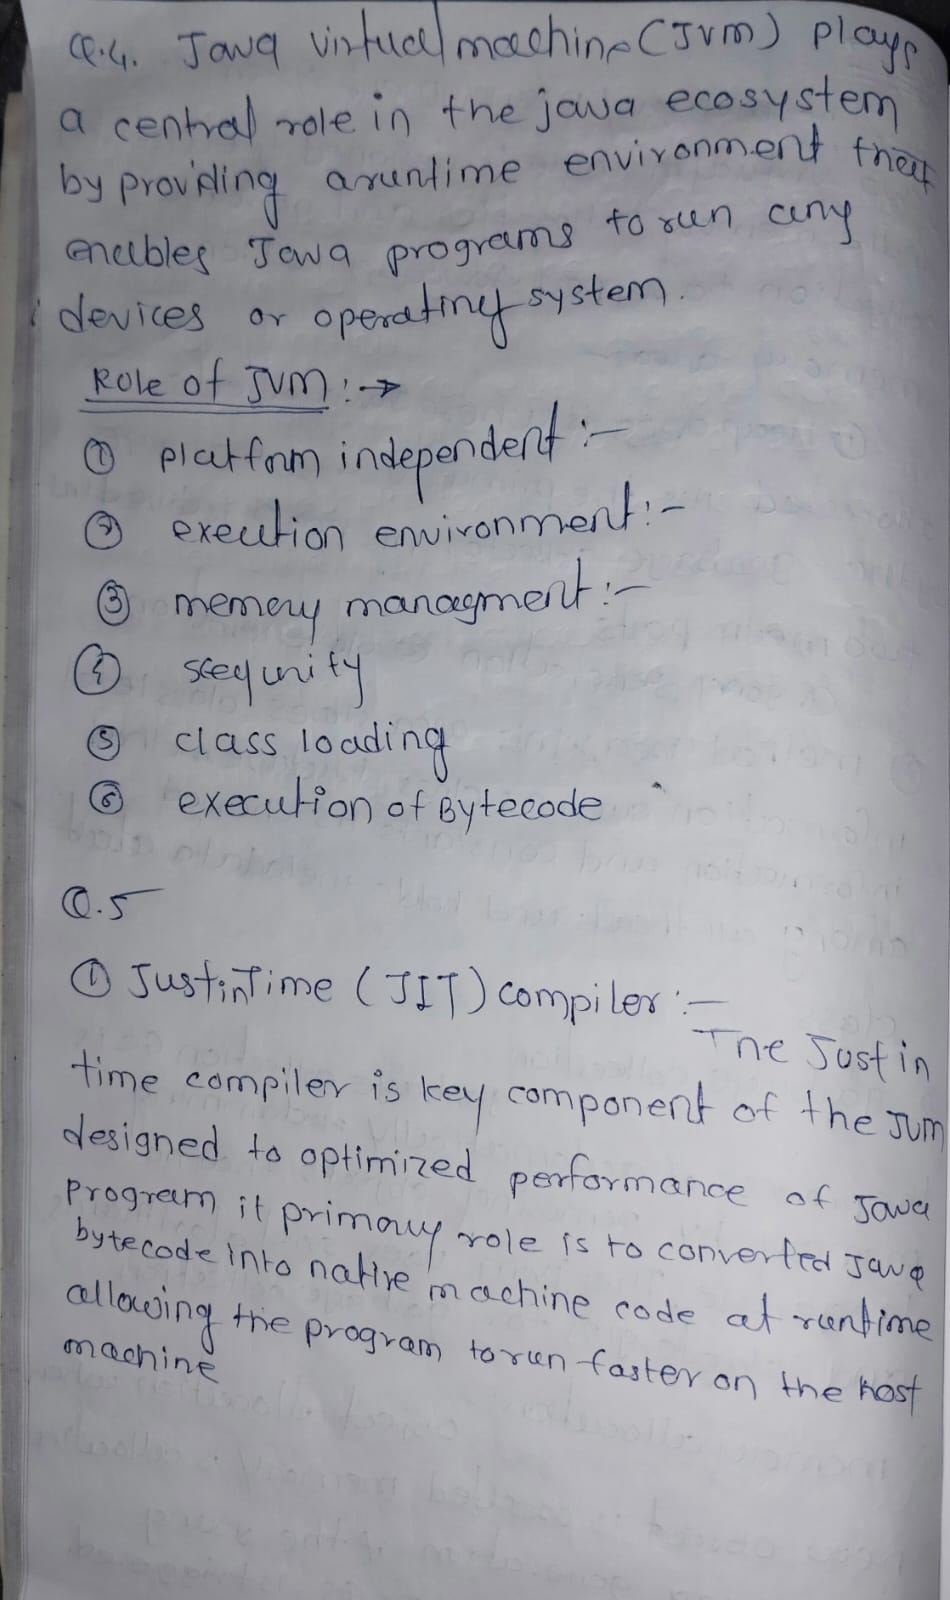 Q.4. Java virtual machine (JVM) plays
a central role in the java ecosystem
by providing aruntime environment that
enables Java programs to run any
devices or operating system.
Role of JVM :→
① platform independent :-
② execution environment :-
③ memory managment :-
④ security
⑤ class loading
⑥ execution of Bytecode
Q.5
① JustinTime (JIT) compiler :-
The Just in
time compiler is key component of the JVM
designed to optimized performance of Java
program it primary role is to converted Java
bytecode into native machine code at runtime
allowing the program to run faster on the host
machine